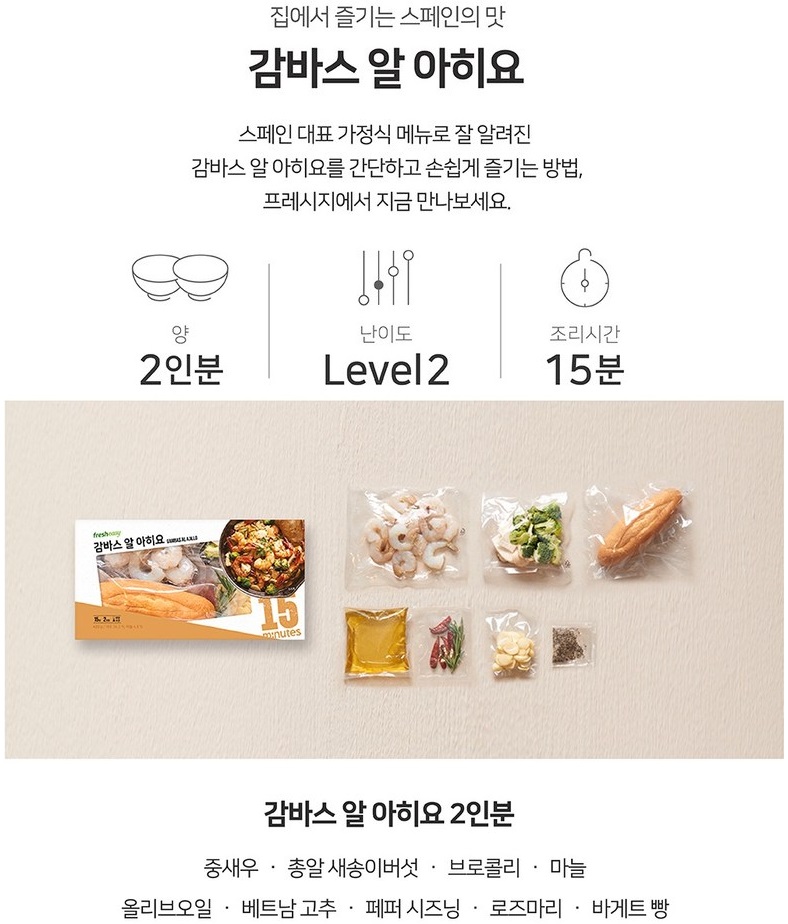 집에서 즐기는 스페인의 맛
감바스 알 아히요
스페인 대표 가정식 메뉴로 잘 알려진
감바스 알 아히요를 간단하고 손쉽게 즐기는 방법,
프레시지에서 지금 만나보세요.
양
2인분
난이도
Level2
조리시간
15분
fresheasy
감바스 알 아히요 GAMBAS AL AJILLO
15
minutes
감바스 알 아히요 2인분
중새우 · 총알 새송이버섯 · 브로콜리 · 마늘
올리브오일 · 베트남 고추 · 페퍼 시즈닝 · 로즈마리 · 바게트 빵